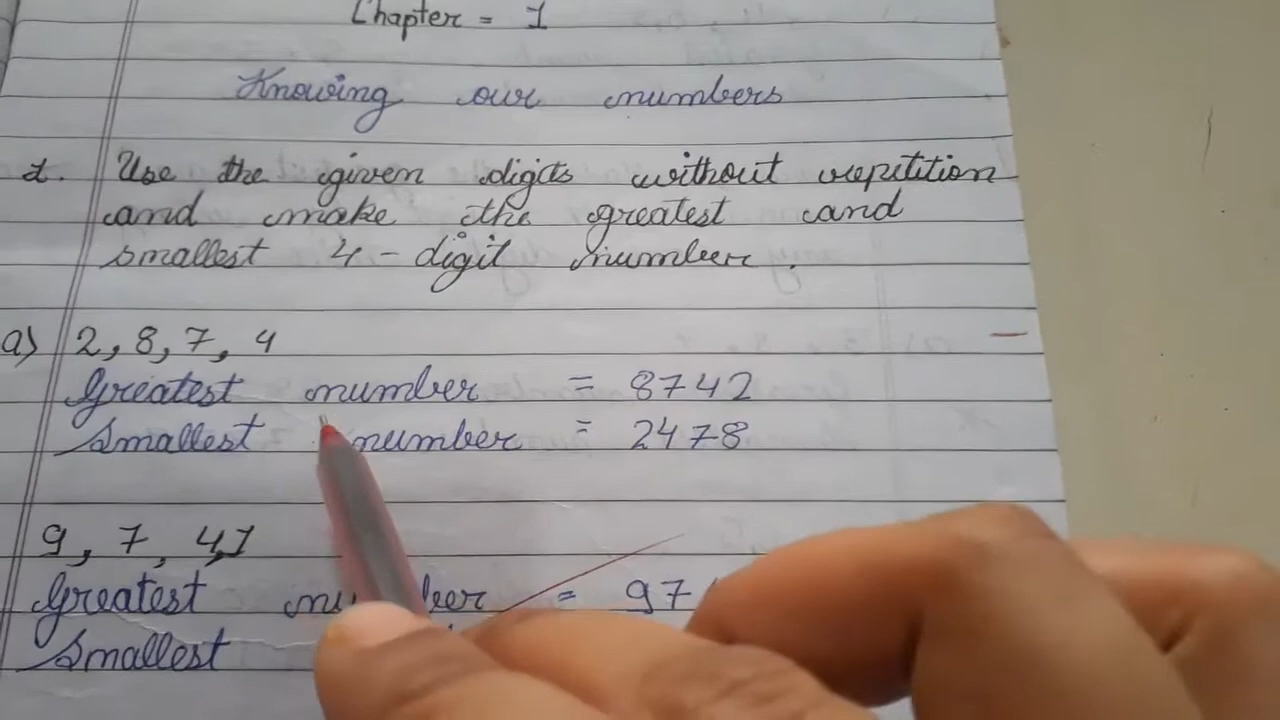 Chapter = 1
Knowing our numbers
1. Use the given digits without repitition
and make the greatest and
smallest 4-digit number.
a) 2, 8, 7, 4
Greatest number = 8742
Smallest number = 2478
9, 7, 4, 1
Greatest = 97
Smallest